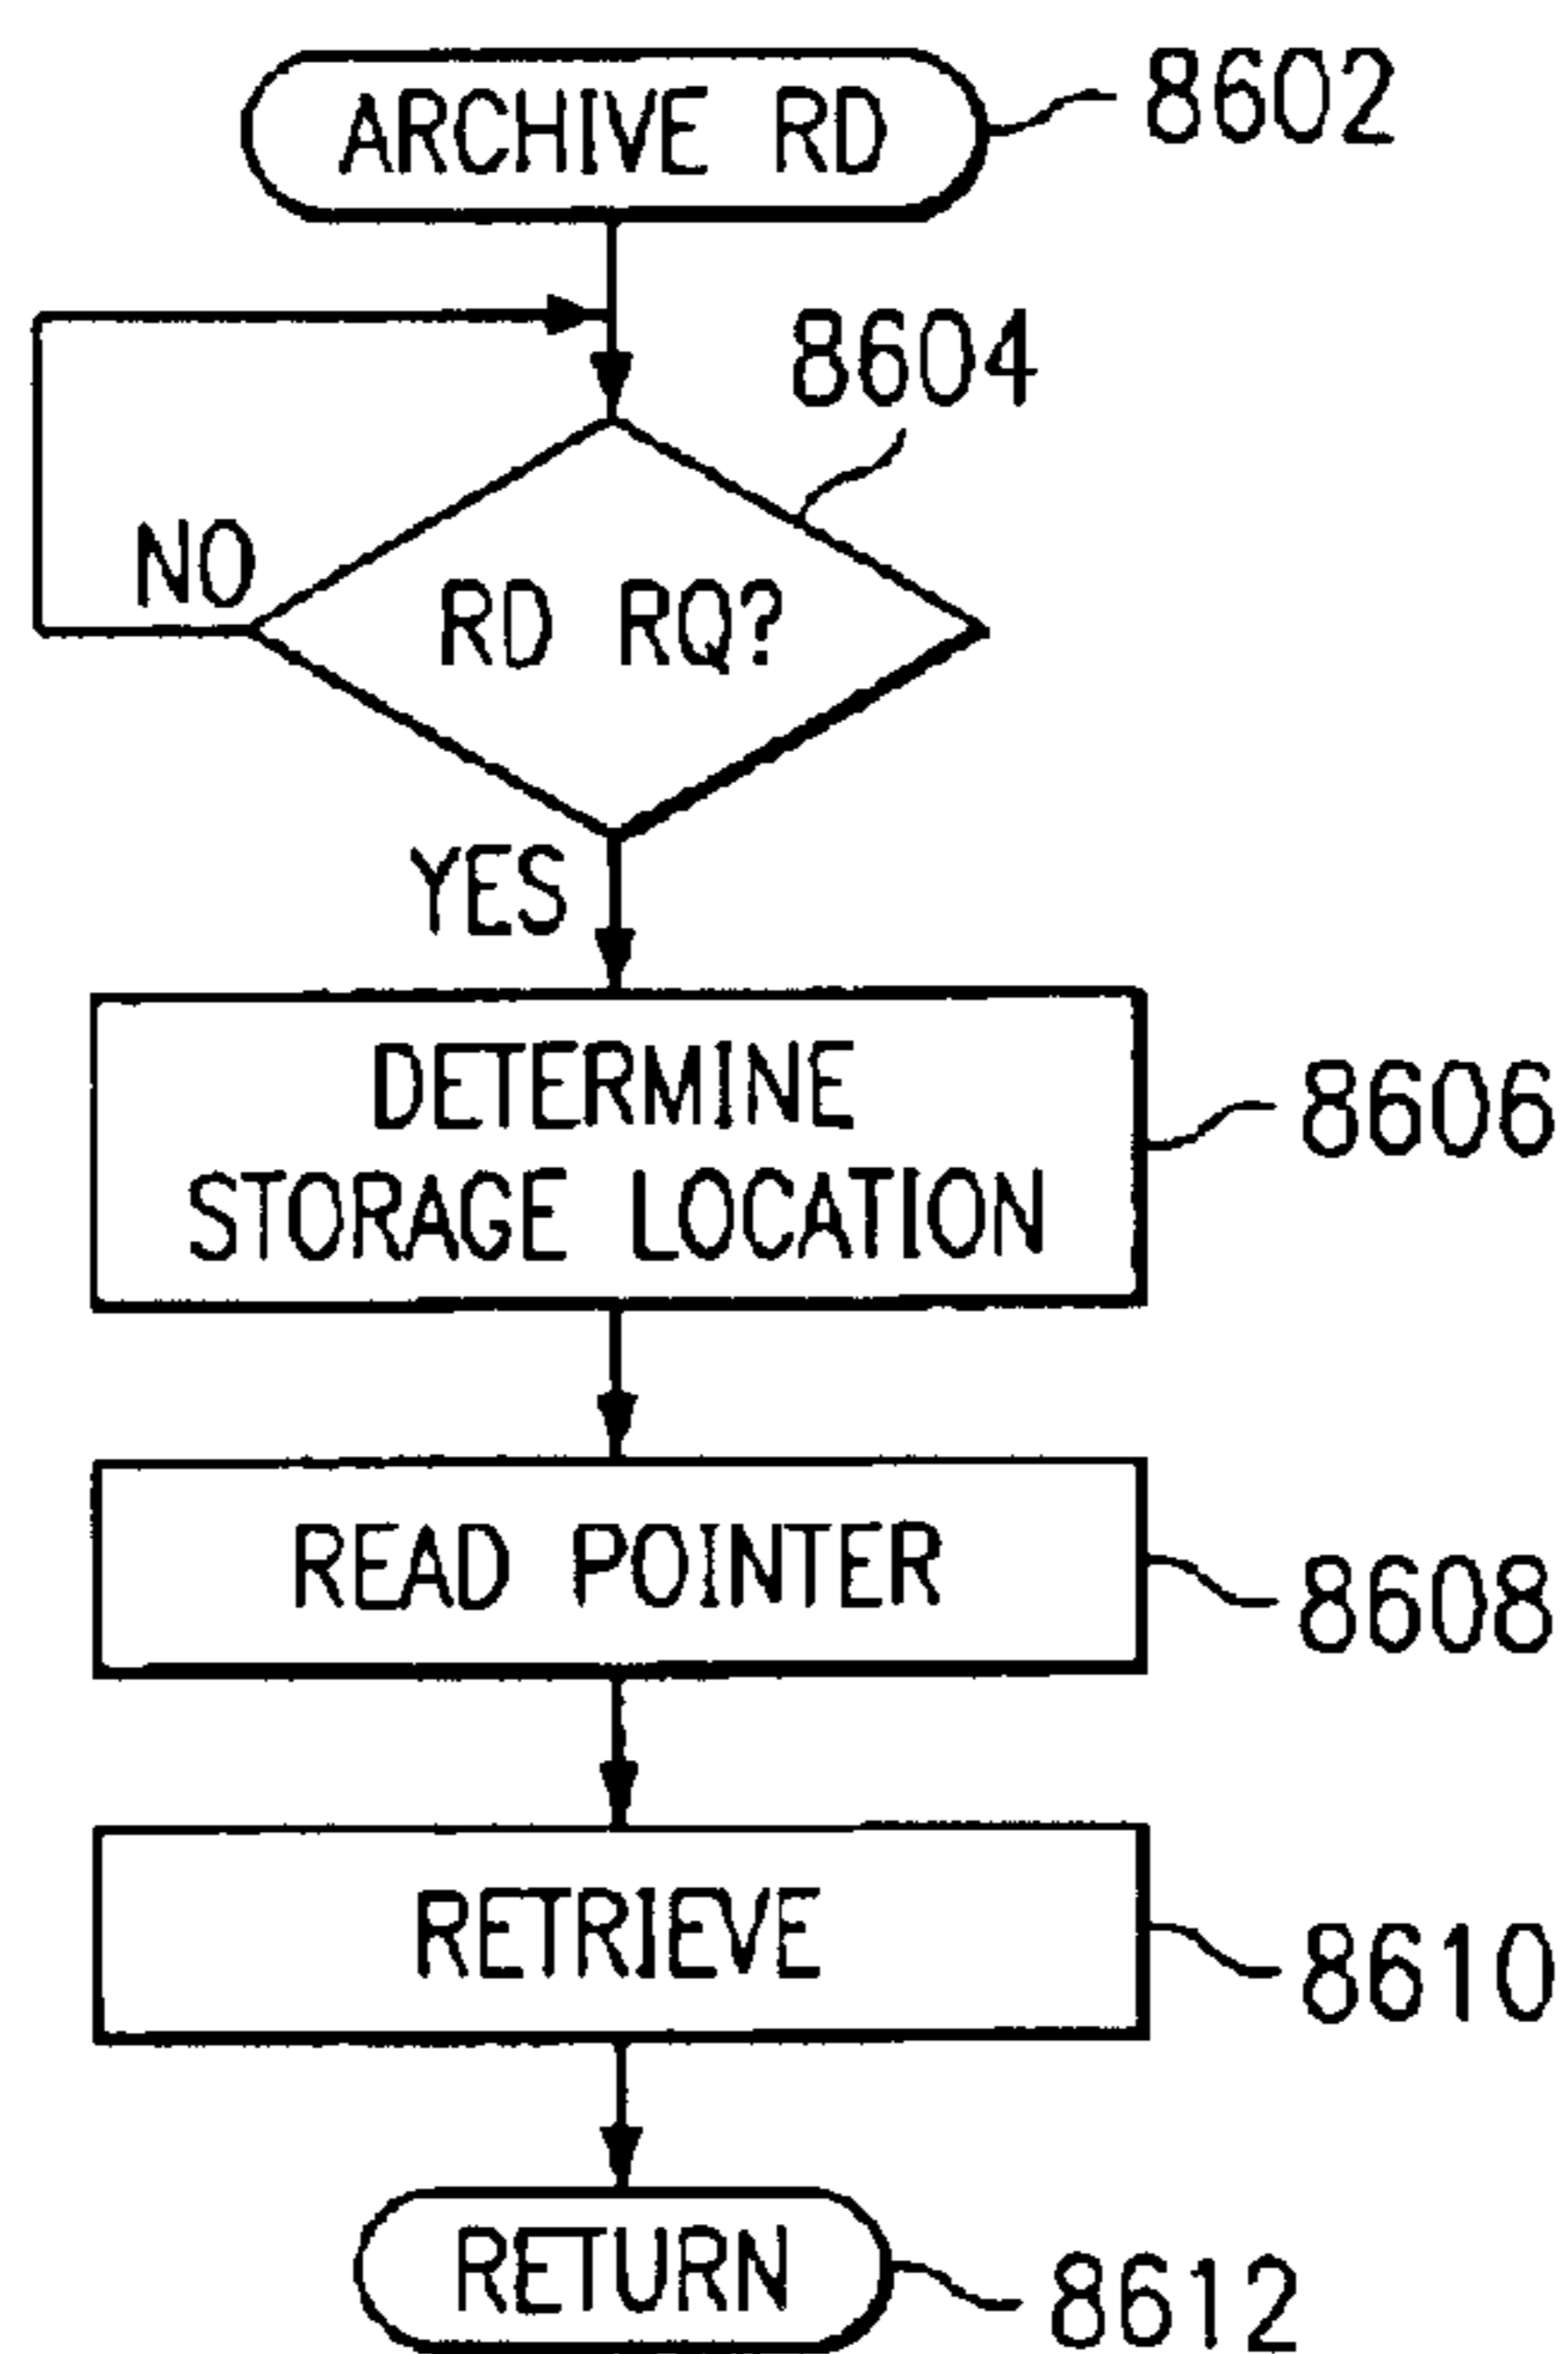 ARCHIVE RD
8602
8604
NO
RD RQ?
YES
DETERMINE
STORAGE LOCATION
8606
READ POINTER
8608
RETRIEVE
8610
RETURN
8612